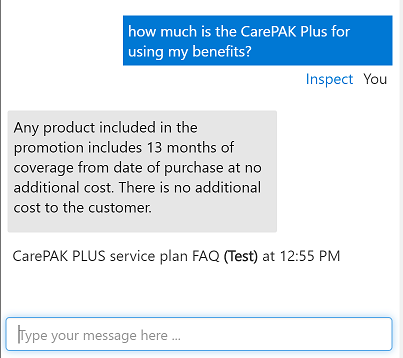 how much is the CarePAK Plus for
using my benefits?
Inspect You
Any product included in the
promotion includes 13 months of
coverage from date of purchase at no
additional cost. There is no additional
cost to the customer.
CarePAK PLUS service plan FAQ (Test) at 12:55 PM
Type your message here ...